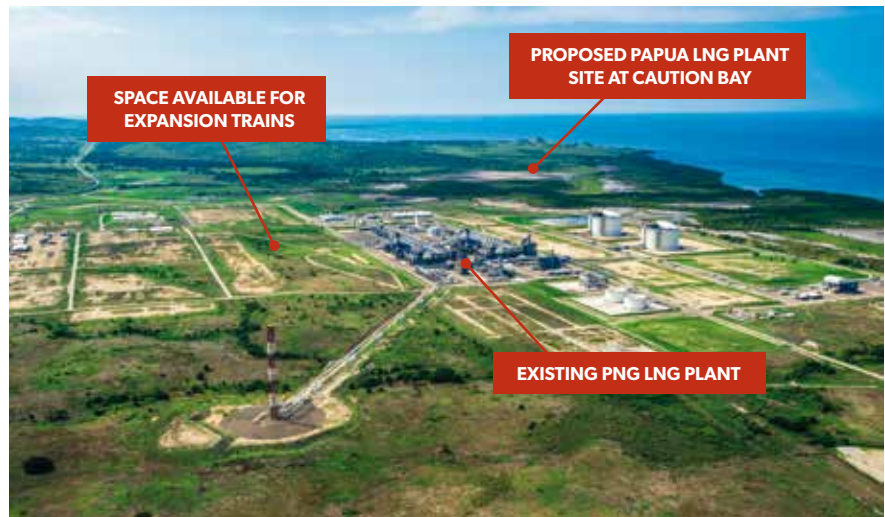 PROPOSED PAPUA LNG PLANT
SITE AT CAUTION BAY
SPACE AVAILABLE FOR
EXPANSION TRAINS
EXISTING PNG LNG PLANT